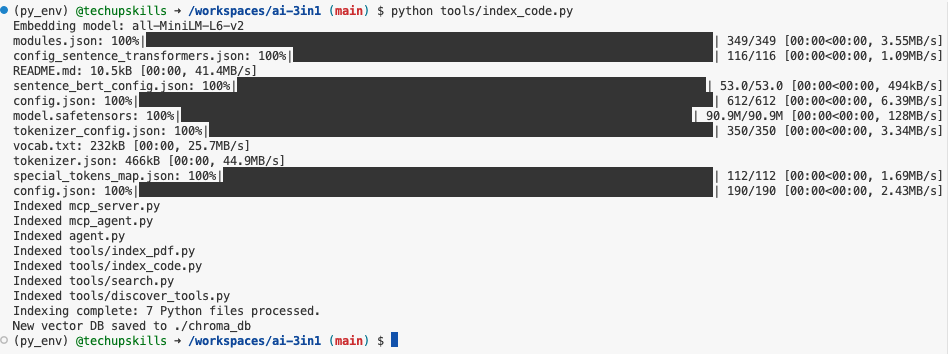 (py_env) @techupskills → /workspaces/ai-3in1 (main) $ python tools/index_code.py
Embedding model: all-MiniLM-L6-v2
modules.json: 100%| | 349/349 [00:00<00:00, 3.55MB/s]
config_sentence_transformers.json: 100%| | 116/116 [00:00<00:00, 1.09MB/s]
README.md: 10.5kB [00:00, 41.4MB/s]
sentence_bert_config.json: 100%| | 53.0/53.0 [00:00<00:00, 494kB/s]
config.json: 100%| | 612/612 [00:00<00:00, 6.39MB/s]
model.safetensors: 100%| | 90.9M/90.9M [00:00<00:00, 128MB/s]
tokenizer_config.json: 100%| | 350/350 [00:00<00:00, 3.34MB/s]
vocab.txt: 232kB [00:00, 25.7MB/s]
tokenizer.json: 466kB [00:00, 44.9MB/s]
special_tokens_map.json: 100%| | 112/112 [00:00<00:00, 1.69MB/s]
config.json: 100%| | 190/190 [00:00<00:00, 2.43MB/s]
Indexed mcp_server.py
Indexed mcp_agent.py
Indexed agent.py
Indexed tools/index_pdf.py
Indexed tools/index_code.py
Indexed tools/search.py
Indexed tools/discover_tools.py
Indexing complete: 7 Python files processed.
New vector DB saved to ./chroma_db
(py_env) @techupskills → /workspaces/ai-3in1 (main) $